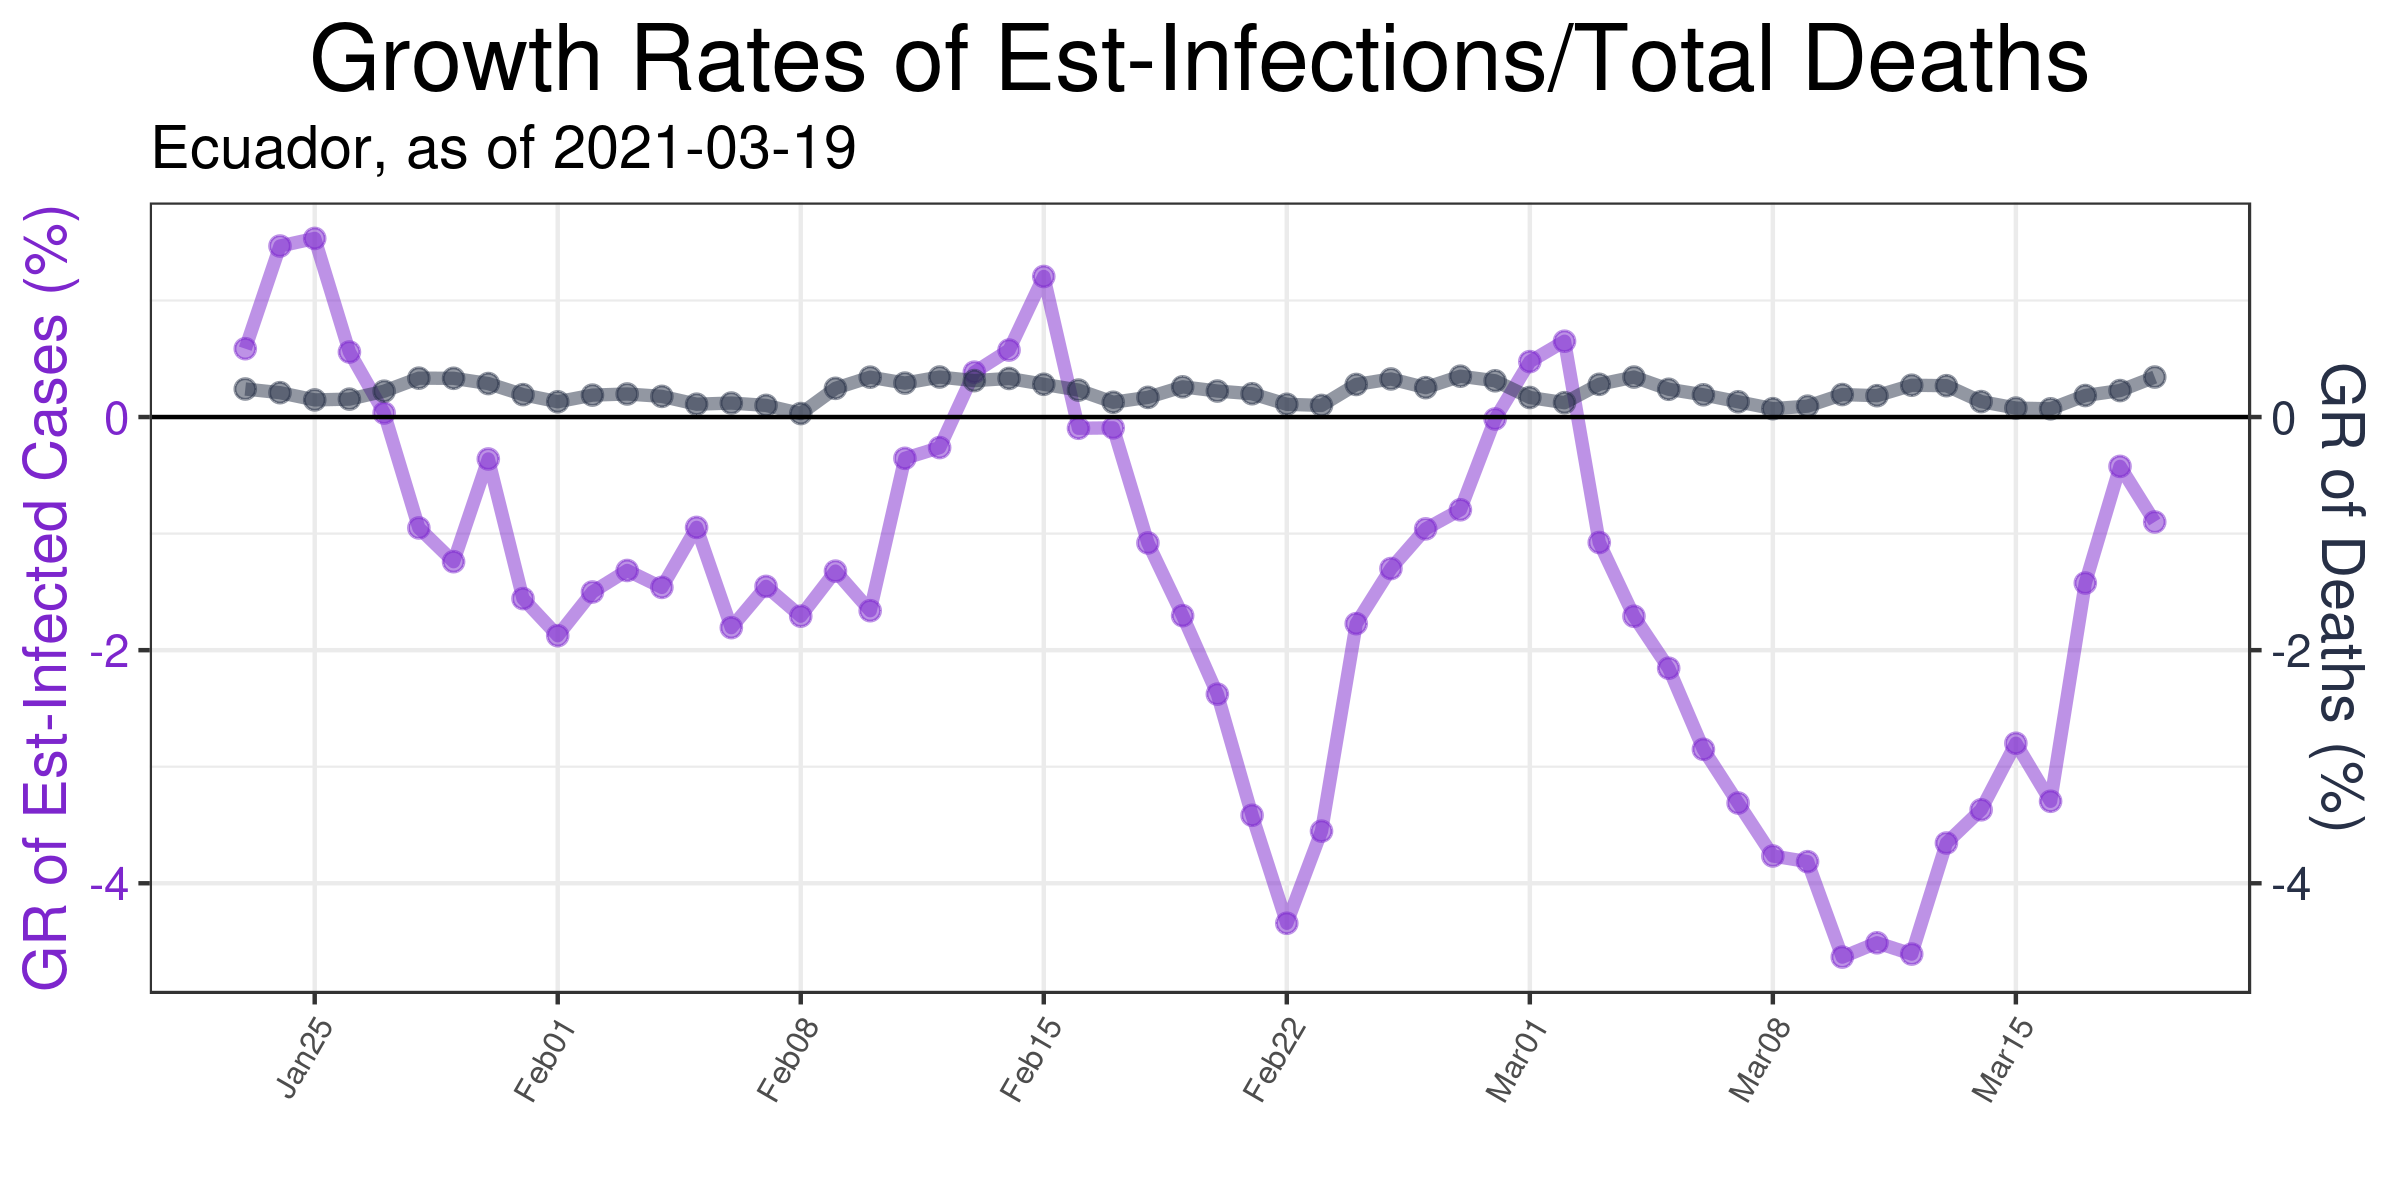 Growth Rates of Est-Infections/Total Deaths
Ecuador, as of 2021-03-19
GR of Est-Infected Cases (%)
0
-2
-4
0
-2
-4
GR of Deaths (%)
Jan25
Feb01
Feb08
Feb15
Feb22
Mar01
Mar08
Mar15